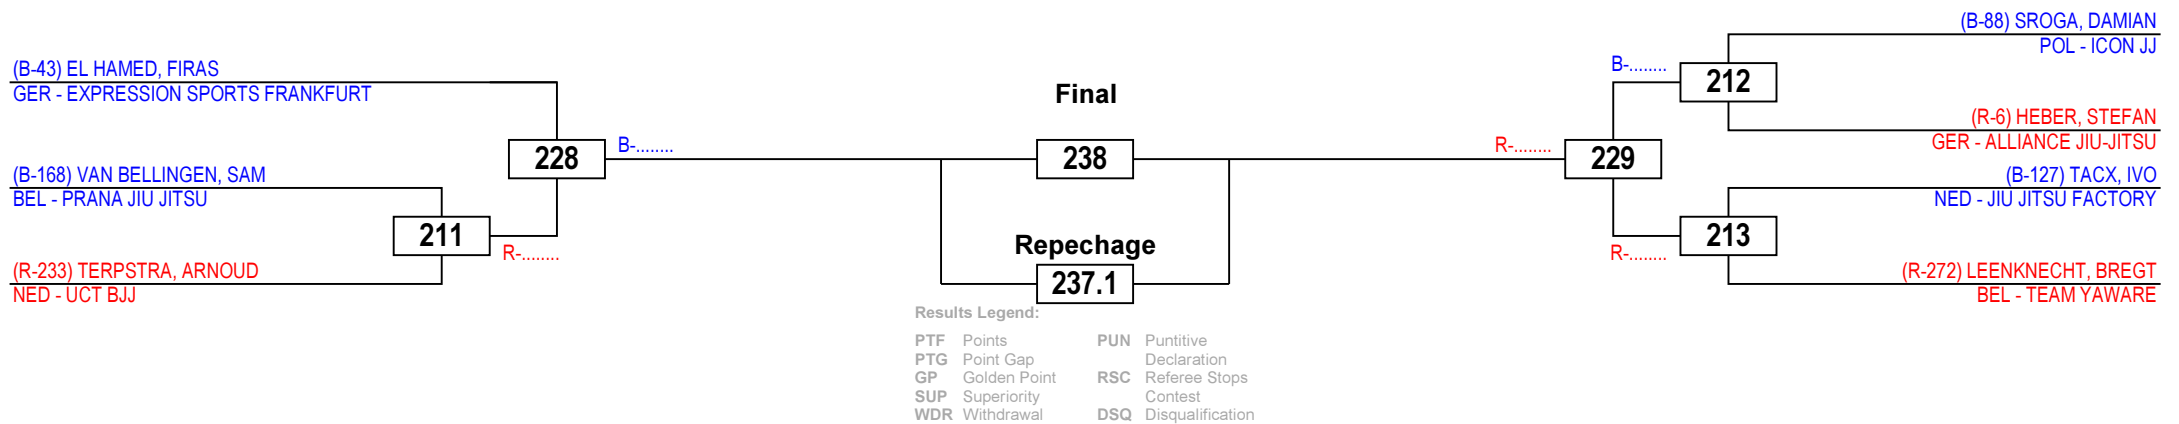 (B-43) EL HAMED, FIRAS
GER - EXPRESSION SPORTS FRANKFURT
(B-168) VAN BELLINGEN, SAM
BEL - PRANA JIU JITSU
(R-233) TERPSTRA, ARNOUD
NED - UCT BJJ
211
R-........
228
B-........
Final
238
Repechage
237.1
R-........
229
B-........
212
R-........
213
(B-88) SROGA, DAMIAN
POL - ICON JJ
(R-6) HEBER, STEFAN
GER - ALLIANCE JIU-JITSU
(B-127) TACX, IVO
NED - JIU JITSU FACTORY
(R-272) LEENKNECHT, BREGT
BEL - TEAM YAWARE
Results Legend:
PTF Points
PTG Point Gap
GP Golden Point
SUP Superiority
WDR Withdrawal
PUN Puntitive
Declaration
RSC Referee Stops
Contest
DSQ Disqualification